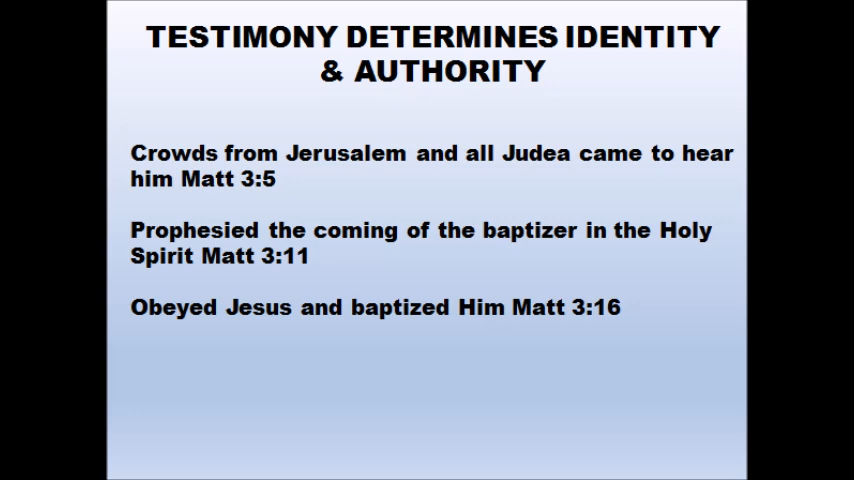 TESTIMONY DETERMINES IDENTITY
& AUTHORITY
Crowds from Jerusalem and all Judea came to hear
him Matt 3:5
Prophesied the coming of the baptizer in the Holy
Spirit Matt 3:11
Obeyed Jesus and baptized Him Matt 3:16